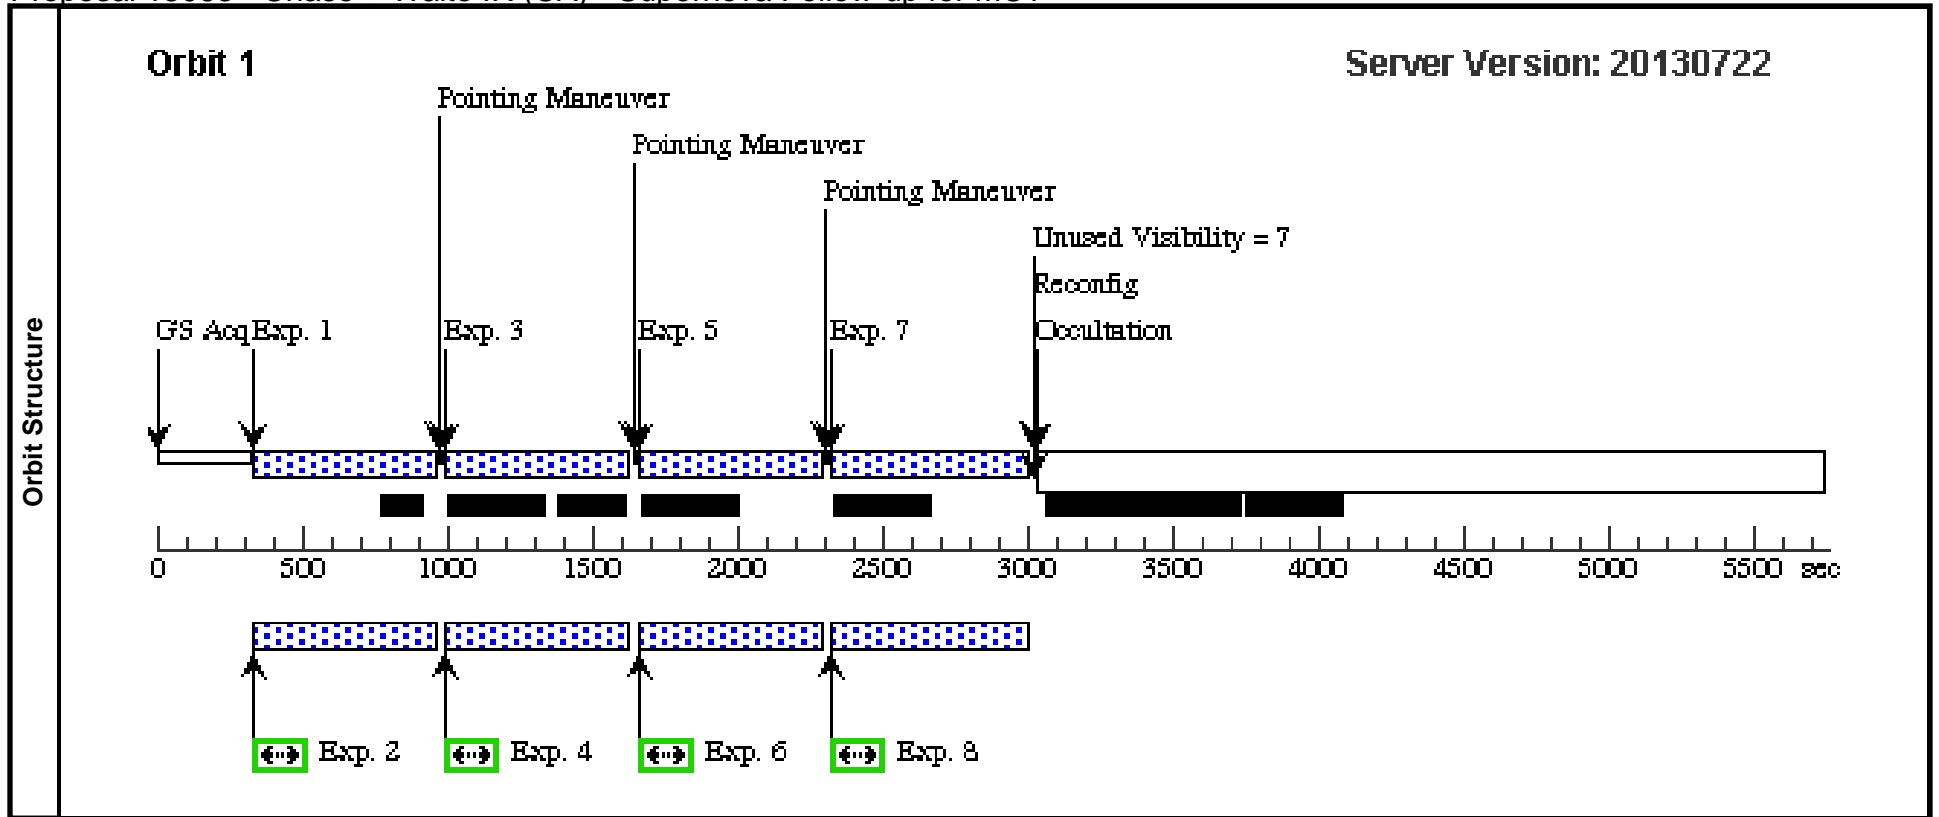 Orbit 1
Server Version: 20130722
Pointing Maneuver
Pointing Maneuver
Pointing Maneuver
Unused Visibility = 7
Reconfig
GS Acq Exp. 1 Exp. 3 Exp. 5 Exp. 7 Occultation
Orbit Structure
0 500 1000 1500 2000 2500 3000 3500 4000 4500 5000 5500 sec
Exp. 2 Exp. 4 Exp. 6 Exp. 8